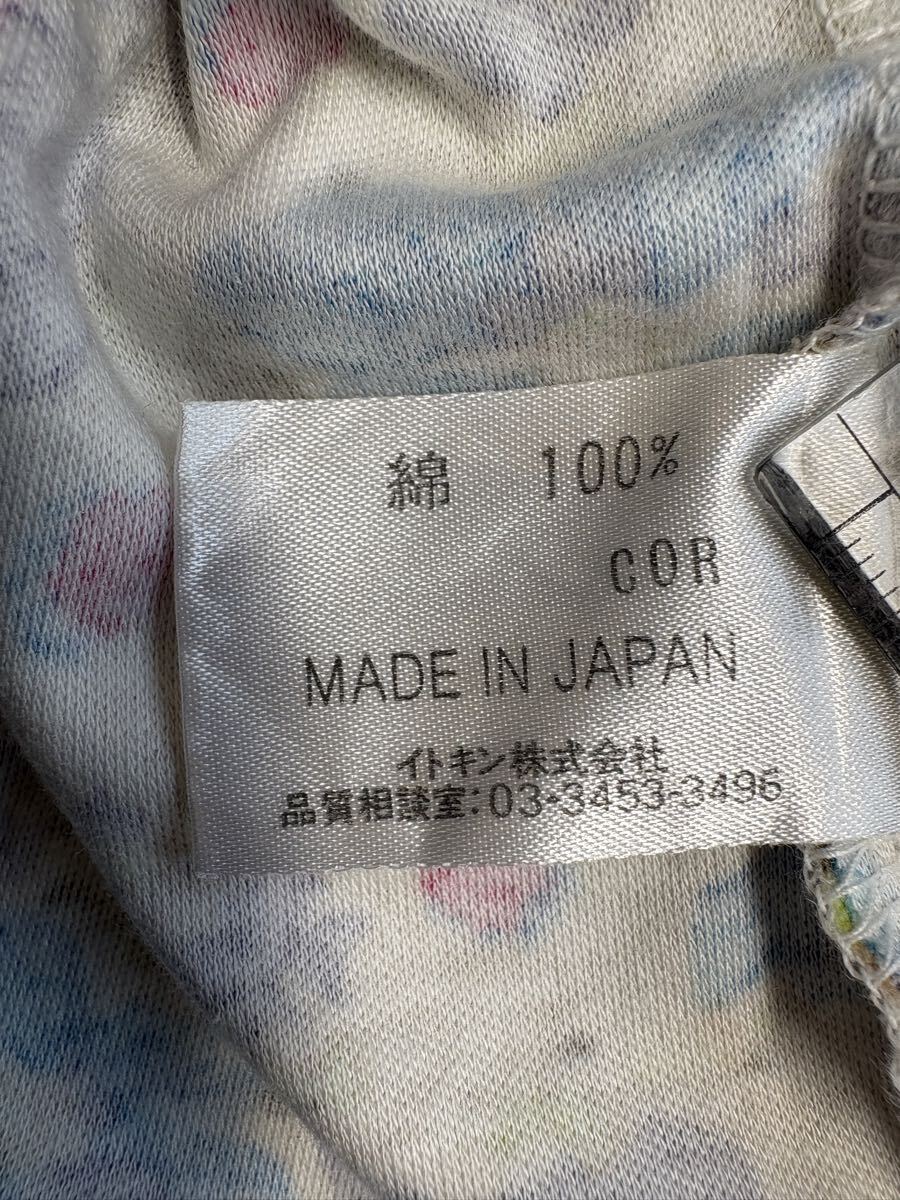 綿 100%
COR
MADE IN JAPAN
イトキン株式会社
品質相談室:03-3453-3496